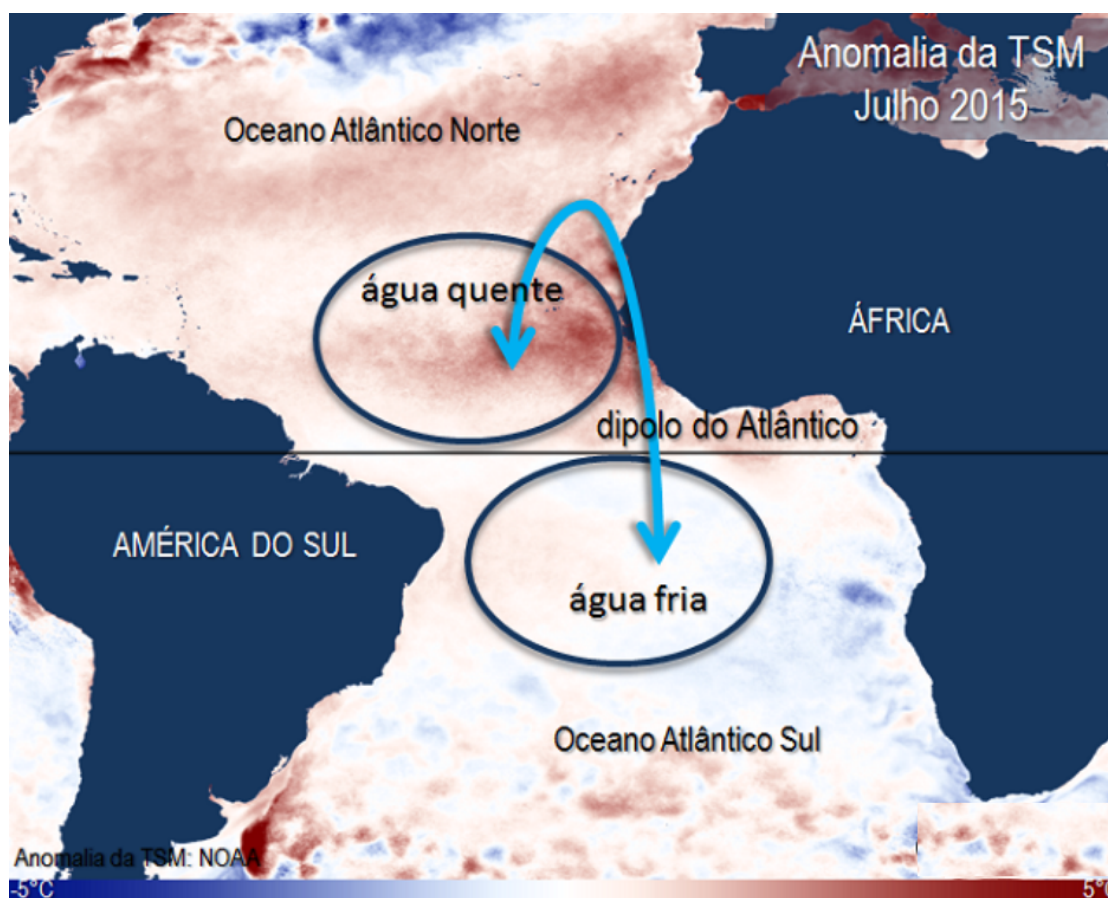 Anomalia da TSM
Julho 2015
Oceano Atlântico Norte
água quente
ÁFRICA
dipolo do Atlântico
AMÉRICA DO SUL
água fria
Oceano Atlântico Sul
Anomalia da TSM: NOAA
-5°C
5°C